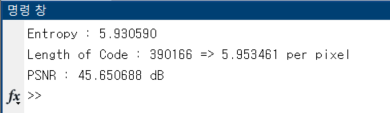 명령 창
Entropy : 5.930590
Length of Code : 390166 => 5.953461 per pixel
PSNR : 45.650688 dB
fx >>